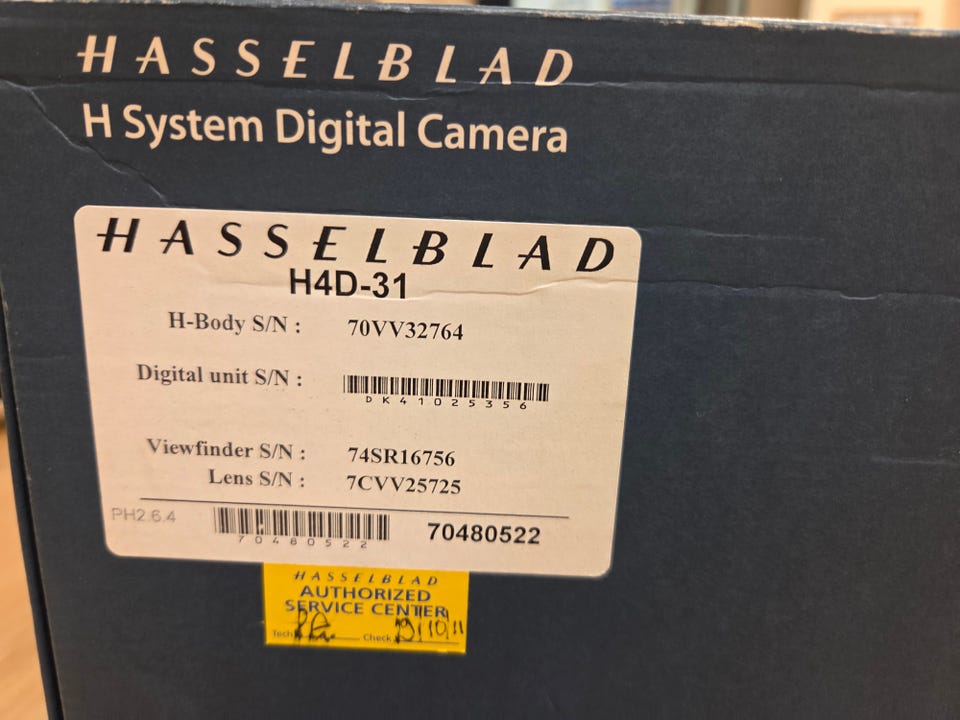 HASSELBLAD
H System Digital Camera
HASSELBLAD
H4D-31
H-Body S/N : 70VV32764
Digital unit S/N :
DK41025356
Viewfinder S/N : 74SR16756
Lens S/N : 7CVV25725
PH2.6.4
70480522
70480522
HASSELBLAD
AUTHORIZED
SERVICE CENTER
Tech Check